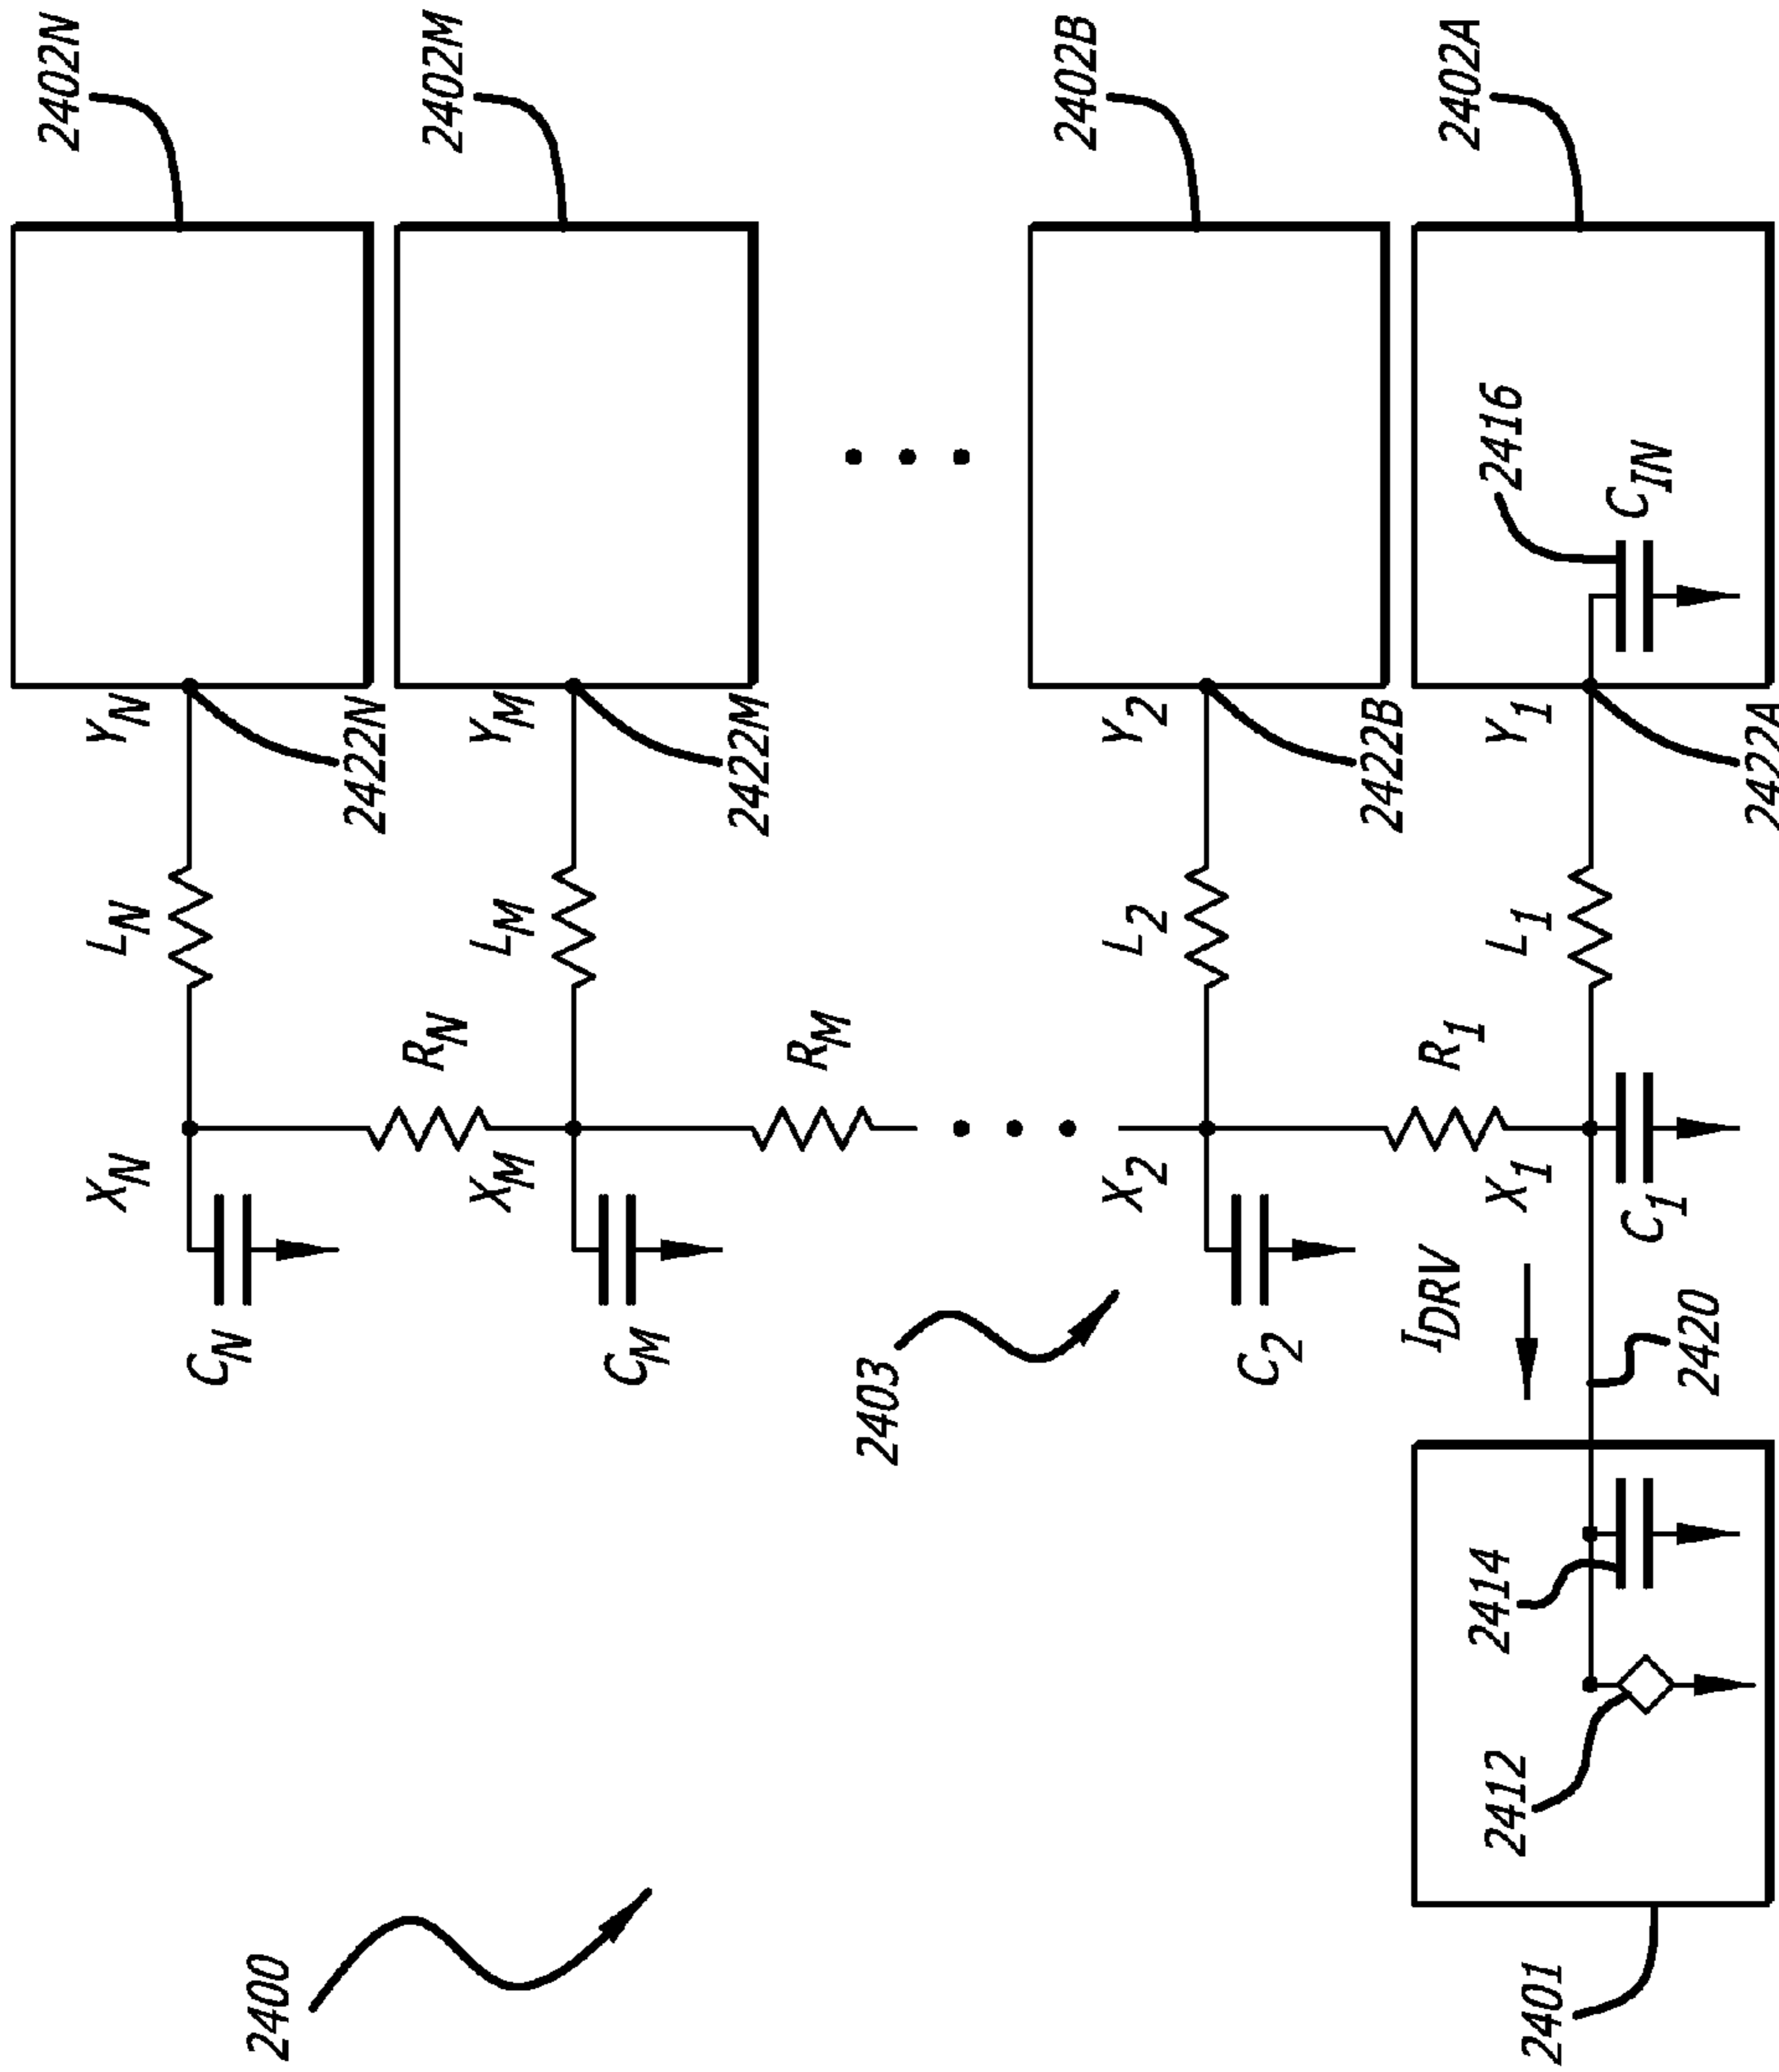 2402N
2402M
2402B
2402A
Y_N
Y_M
Y_2
Y_1
2416
C_IN
2422N
2422M
2422B
2422A
L_N
L_M
L_2
L_1
R_N
R_M
R_1
X_N
X_M
X_2
X_1
C_N
C_M
C_2
C_1
2403
I_DRV
2420
2414
2412
2400
2401